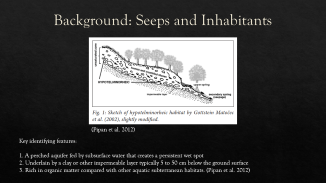 Background: Seeps and Inhabitants
Fig. 1: Sketch of hypotelminorheic habitat by Gottstein Matočec
et al. (2002), slightly modified.
(Pipan et al. 2012)
Key identifying features:
1. A perched aquifer fed by subsurface water that creates a persistent wet spot
2. Underlain by a clay or other impermeable layer typically 5 to 50 cm below the ground surface
3. Rich in organic matter compared with other aquatic subterranean habitats. (Pipan et al. 2012)